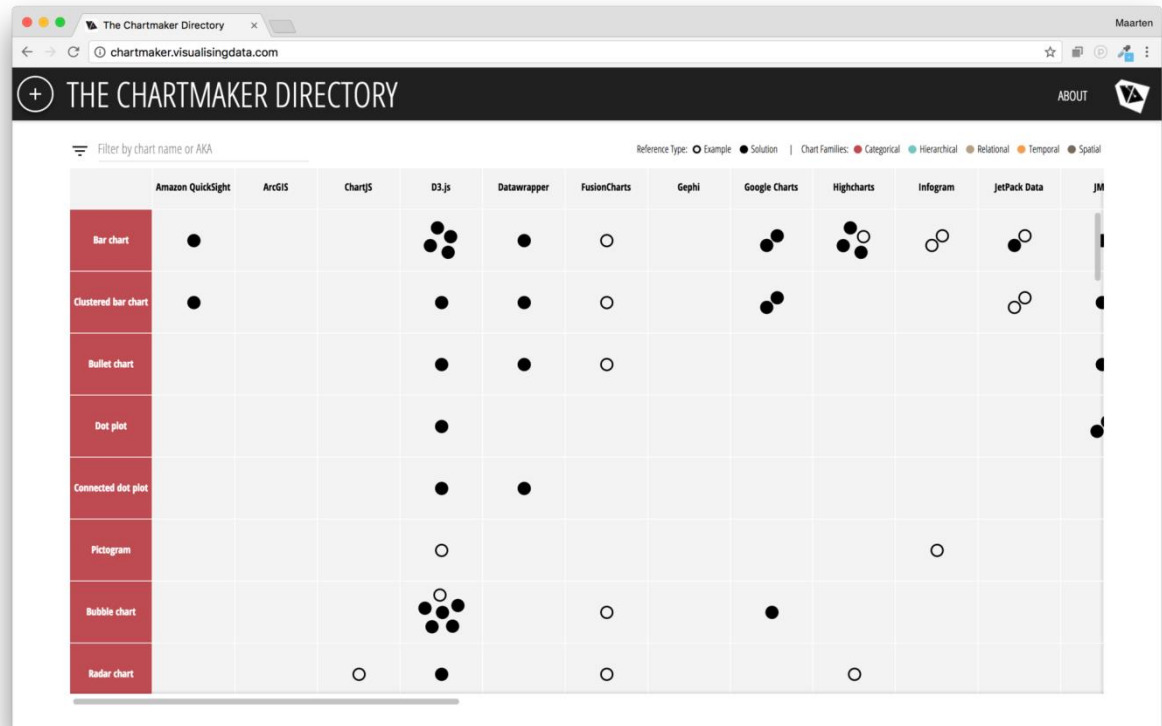 The Chartmaker Directory
Maarten
chartmaker.visualisingdata.com
THE CHARTMAKER DIRECTORY
ABOUT
Filter by chart name or AKA
Reference Type: Example Solution | Chart Families: Categorical Hierarchical Relational Temporal Spatial
Amazon QuickSight ArcGIS ChartJS D3.js Datawrapper FusionCharts Gephi Google Charts Highcharts Infogram JetPack Data JM
Bar chart
Clustered bar chart
Bullet chart
Dot plot
Connected dot plot
Pictogram
Bubble chart
Radar chart